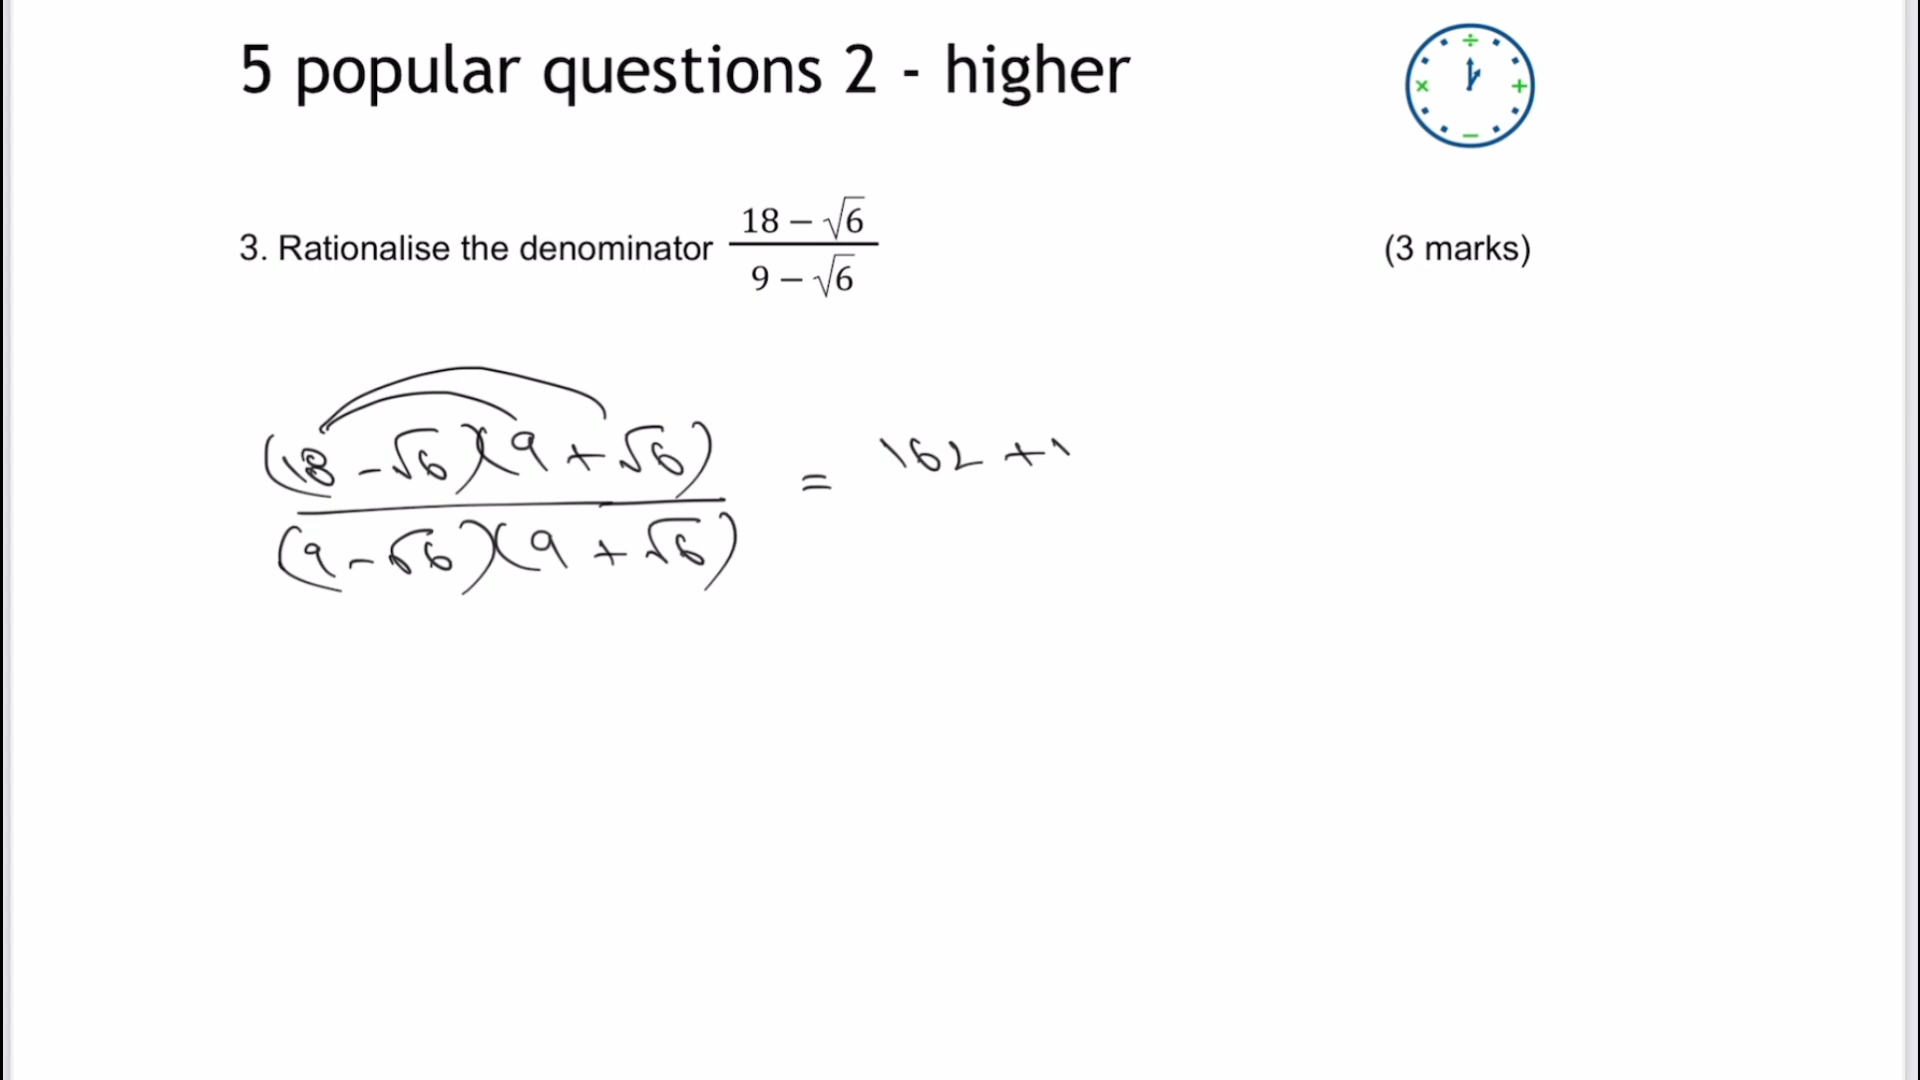 5 popular questions 2 - higher
÷
× +
−
3. Rationalise the denominator (18 − √6)/(9 − √6) (3 marks)
(18 − √6)(9 + √6) = 162 + 1
(9 − √6)(9 + √6)